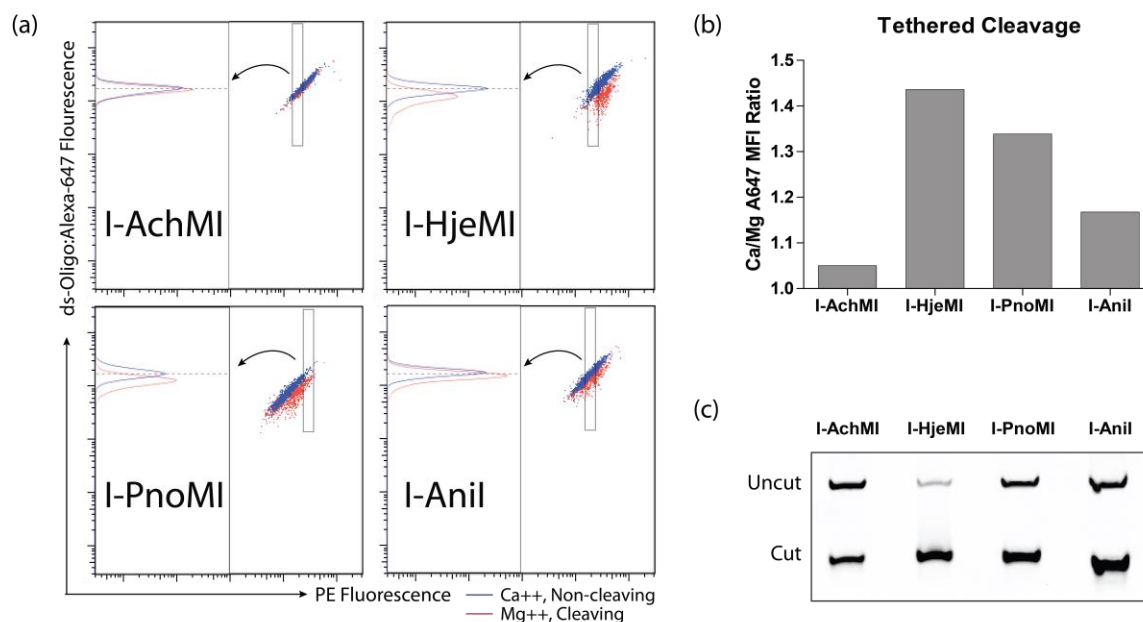 (a)
ds-Oligo:Alexa-647 Flourescence
I-AchMI
I-HjeMI
I-PnoMI
I-AniI
PE Fluorescence
Ca++, Non-cleaving
Mg++, Cleaving
(b)
Tethered Cleavage
Ca/Mg A647 MFI Ratio
1.5
1.4
1.3
1.2
1.1
1.0
I-AchMI I-HjeMI I-PnoMI I-AniI
(c)
I-AchMI I-HjeMI I-PnoMI I-AniI
Uncut
Cut